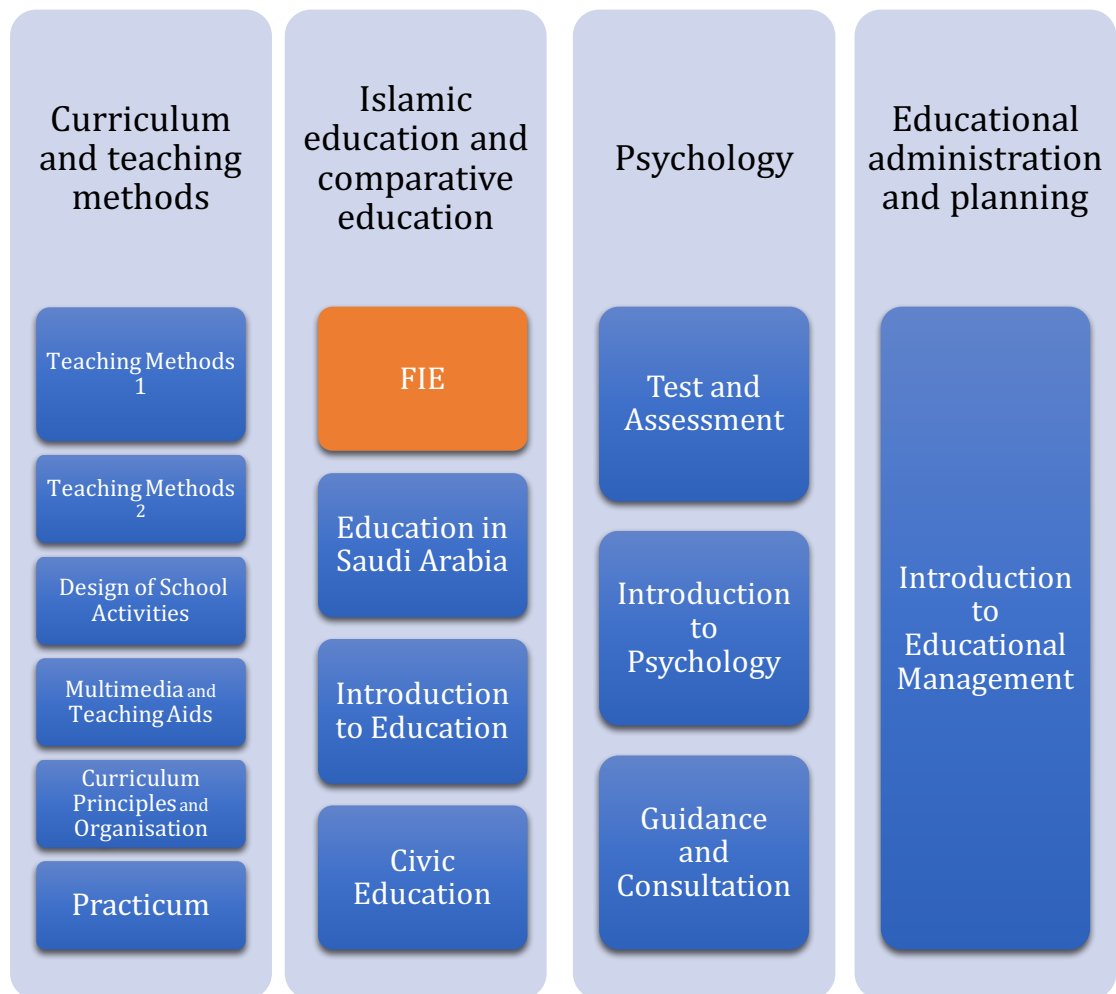 Curriculum
and teaching
methods
Teaching Methods
1
Teaching Methods
2
Design of School
Activities
Multimedia and
Teaching Aids
Curriculum
Principles and
Organisation
Practicum
Islamic
education and
comparative
education
FIE
Education in
Saudi Arabia
Introduction
to Education
Civic
Education
Psychology
Test and
Assessment
Introduction
to
Psychology
Guidance
and
Consultation
Educational
administration
and planning
Introduction
to
Educational
Management